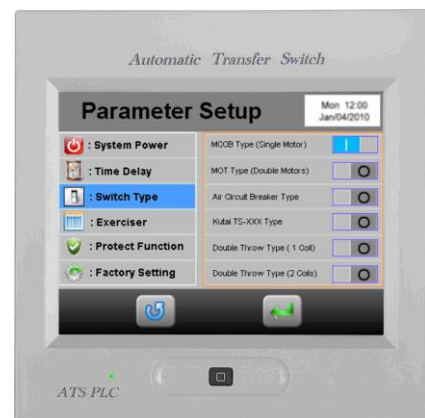 Automatic Transfer Switch
Parameter Setup
Mon 12:00
Jan/04/2010
: System Power
: Time Delay
: Switch Type
: Exerciser
: Protect Function
: Factory Setting
MCCB Type (Single Motor)
MOT Type (Double Motors)
Air Circuit Breaker Type
Kutai TS-XXX Type
Double Throw Type ( 1 Coil)
Double Throw Type (2 Coils)
ATS-PLC